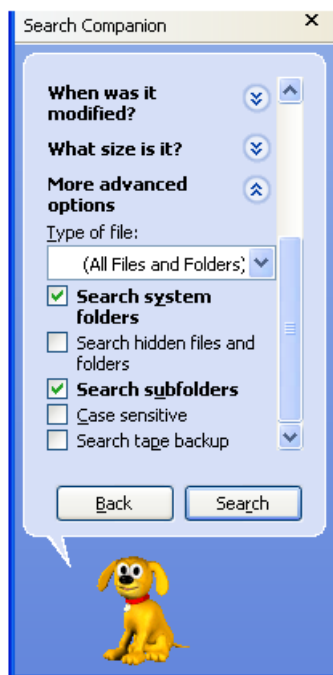 Search Companion
When was it
modified?
What size is it?
More advanced
options
Type of file:
(All Files and Folders)
Search system
folders
Search hidden files and
folders
Search subfolders
Case sensitive
Search tape backup
Back Search